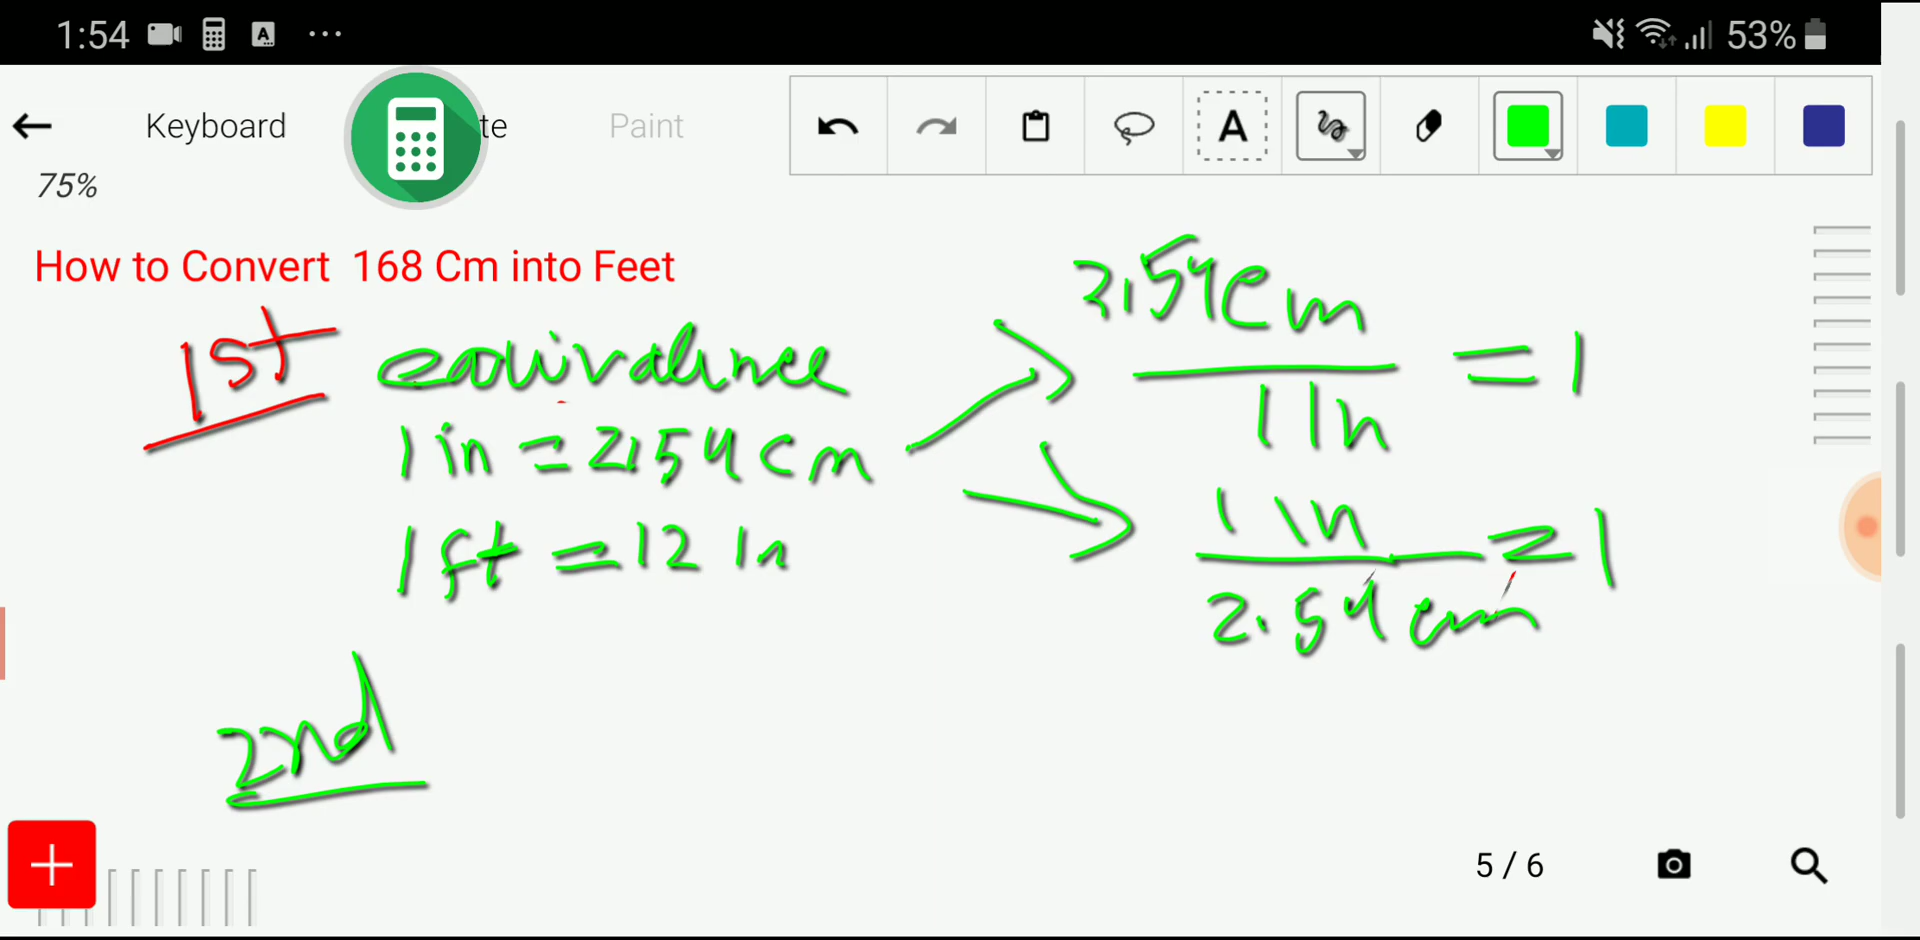 1:54 A ... 53%
Keyboard te Paint A
75%
How to Convert 168 Cm into Feet
1st equivalence
1 in = 2.54 cm
1 ft = 12 in
2.54 cm / 1 In = 1
1 In / 2.54 cm = 1
2nd
5 / 6